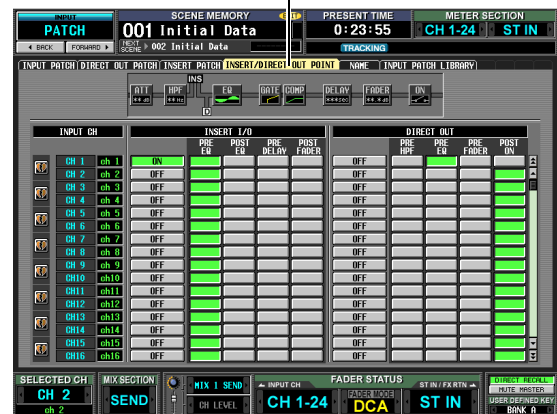 INPUT
PATCH
BACK
FORWARD
SCENE MEMORY
EDIT
001 Initial Data
NEXT SCENE 002 Initial Data
PRESENT TIME
0:23:55
TRACKING
METER SECTION
CH 1-24
ST IN
INPUT PATCH DIRECT OUT PATCH INSERT PATCH INSERT/DIRECT OUT POINT NAME INPUT PATCH LIBRARY
INS
ATT HPF EQ GATE COMP DELAY FADER ON
D
INPUT CH INSERT I/O DIRECT OUT
PRE EQ POST EQ PRE DELAY POST FADER PRE HPF PRE EQ PRE FADER POST ON
CH 1 ch 1 ON OFF
CH 2 ch 2 OFF OFF
CH 3 ch 3 OFF OFF
CH 4 ch 4 OFF OFF
CH 5 ch 5 OFF OFF
CH 6 ch 6 OFF OFF
CH 7 ch 7 OFF OFF
CH 8 ch 8 OFF OFF
CH 9 ch 9 OFF OFF
CH10 ch10 OFF OFF
CH11 ch11 OFF OFF
CH12 ch12 OFF OFF
CH13 ch13 OFF OFF
CH14 ch14 OFF OFF
CH15 ch15 OFF OFF
CH16 ch16 OFF OFF
SELECTED CH
CH 2
ch 2
MIX SECTION
SEND
MIX 1 SEND
CH LEVEL
FADER STATUS
INPUT CH
CH 1-24
FADER MODE
DCA
ST IN / FX RTN
ST IN
DIRECT RECALL
MUTE MASTER
USER DEFINED KEY
BANK A